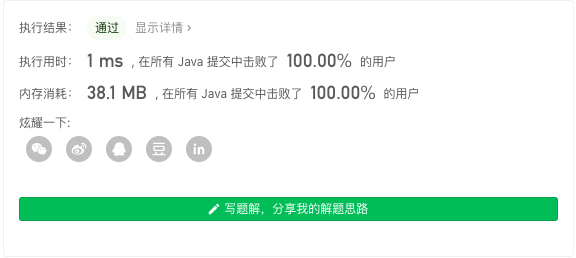 执行结果： 通过 显示详情 ›
执行用时： 1 ms ，在所有 Java 提交中击败了 100.00% 的用户
内存消耗： 38.1 MB ，在所有 Java 提交中击败了 100.00% 的用户
炫耀一下:
豆 in
写题解，分享我的解题思路